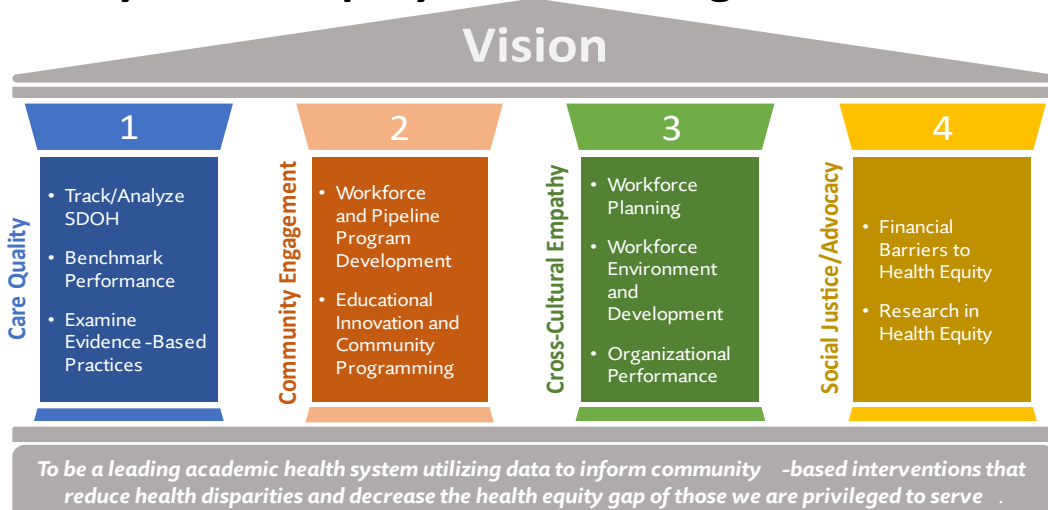 Vision
1
2
3
4
Care Quality
• Track/Analyze
SDOH
• Benchmark
Performance
• Examine
Evidence -Based
Practices
Community Engagement
• Workforce
and Pipeline
Program
Development
• Educational
Innovation and
Community
Programming
Cross-Cultural Empathy
• Workforce
Planning
• Workforce
Environment
and
Development
• Organizational
Performance
Social Justice/Advocacy
• Financial
Barriers to
Health Equity
• Research in
Health Equity
To be a leading academic health system utilizing data to inform community -based interventions that
reduce health disparities and decrease the health equity gap of those we are privileged to serve .